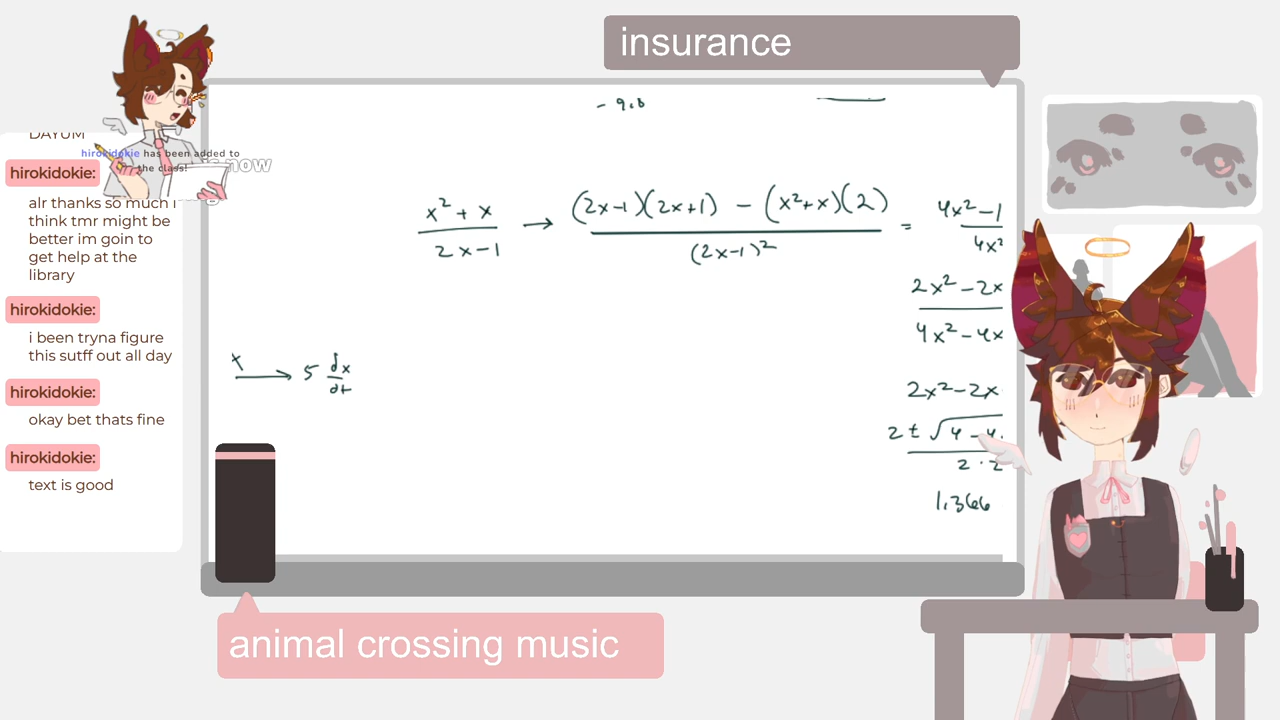 insurance
DAYUM
hirokidokie has been added to
the class!
now
hirokidokie:
alr thanks so much i
think tmr might be
better im goin to
get help at the
library
hirokidokie:
i been tryna figure
this sutff out all day
hirokidokie:
okay bet thats fine
hirokidokie:
text is good
- 9.8
x² + x
2x-1
→
(2x-1)(2x+1) - (x²+x)(2)
(2x-1)²
=
4x²-1
4x²
2x²-2x
4x²-4x
2x²-2x
2 ± √4-4.
2·2
1.366
x → 5 dx
dt
animal crossing music